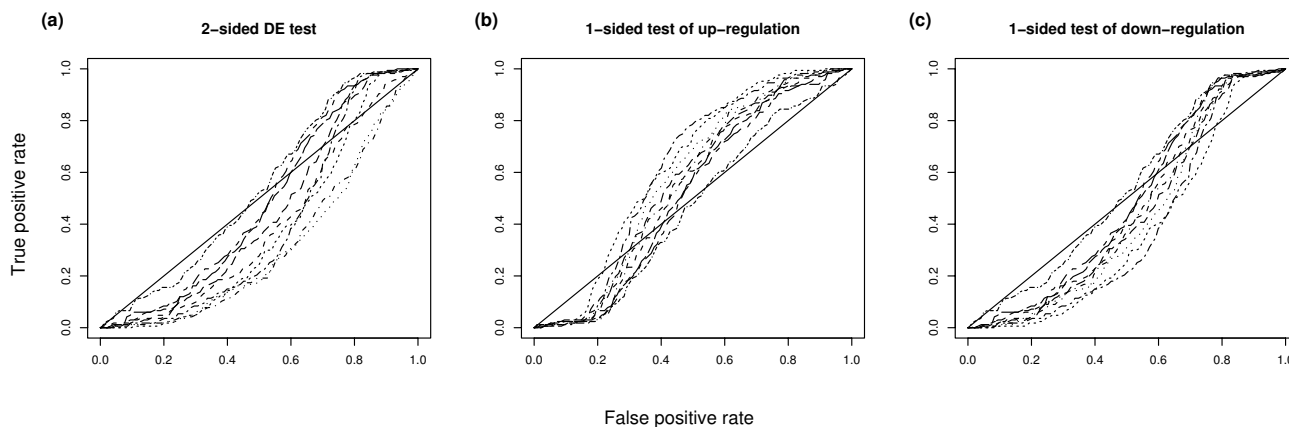 (a)
2−sided DE test
(b)
1−sided test of up−regulation
(c)
1−sided test of down−regulation
True positive rate
1.0
0.8
0.6
0.4
0.2
0.0
0.0 0.2 0.4 0.6 0.8 1.0
1.0
0.8
0.6
0.4
0.2
0.0
0.0 0.2 0.4 0.6 0.8 1.0
1.0
0.8
0.6
0.4
0.2
0.0
0.0 0.2 0.4 0.6 0.8 1.0
False positive rate